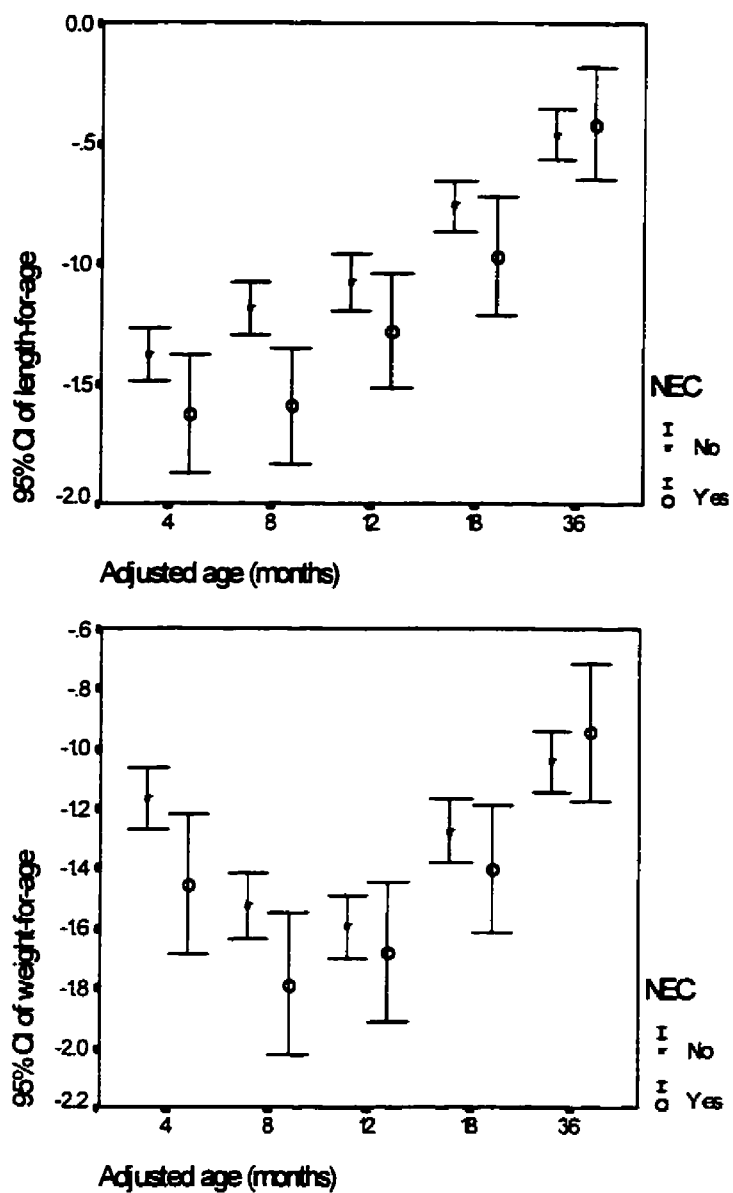 0.0
-.5
-1.0
-1.5
-2.0
95% CI of length-for-age
4 8 12 18 36
Adjusted age (months)
NEC
No
Yes
-.6
-.8
-1.0
-1.2
-1.4
-1.6
-1.8
-2.0
-2.2
95% CI of weight-for-age
4 8 12 18 36
Adjusted age (months)
NEC
No
Yes